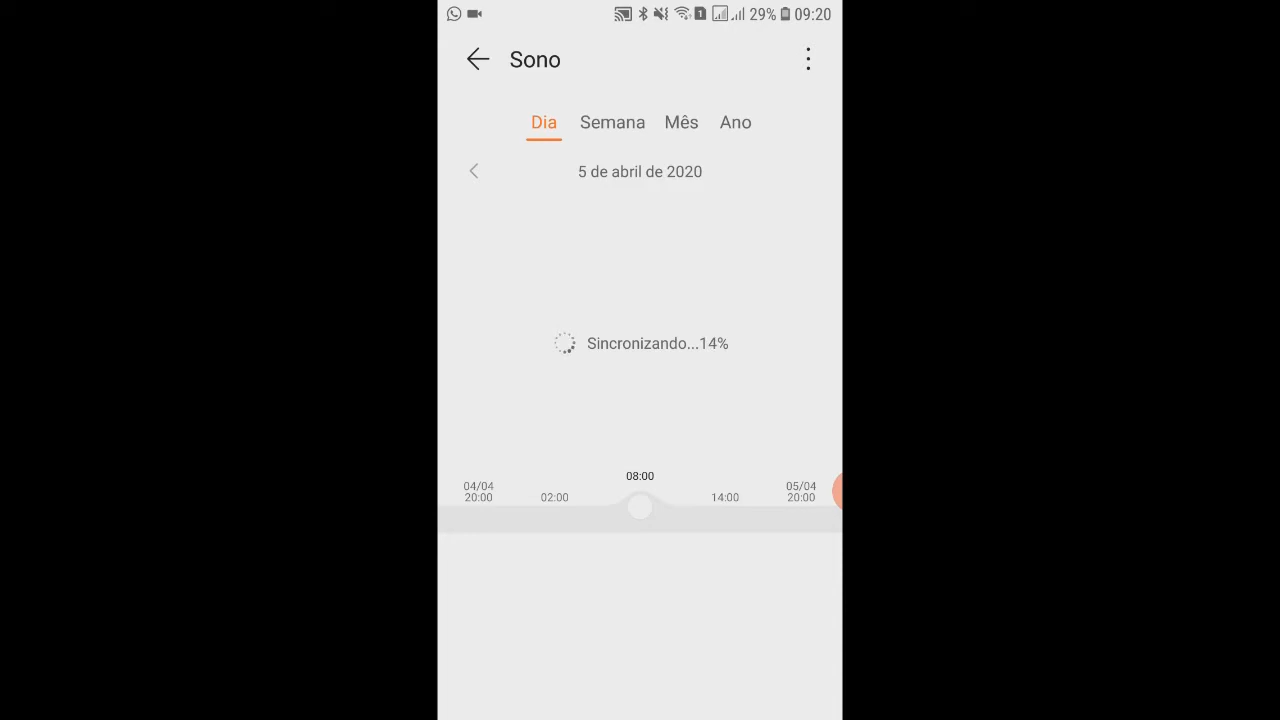 1 29% 09:20
Sono
Dia Semana Mês Ano
5 de abril de 2020
Sincronizando...14%
08:00
04/04 05/04
20:00 02:00 14:00 20:00